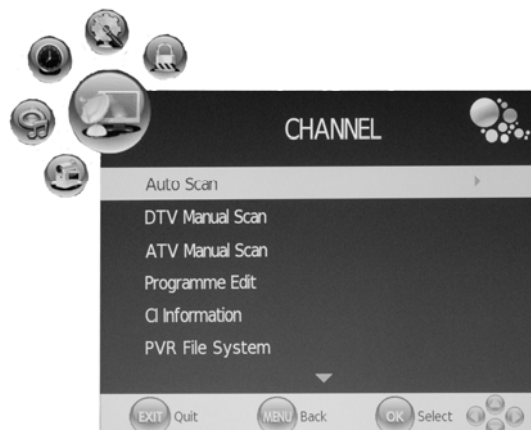 CHANNEL
Auto Scan
DTV Manual Scan
ATV Manual Scan
Programme Edit
CI Information
PVR File System
EXIT Quit MENU Back OK Select